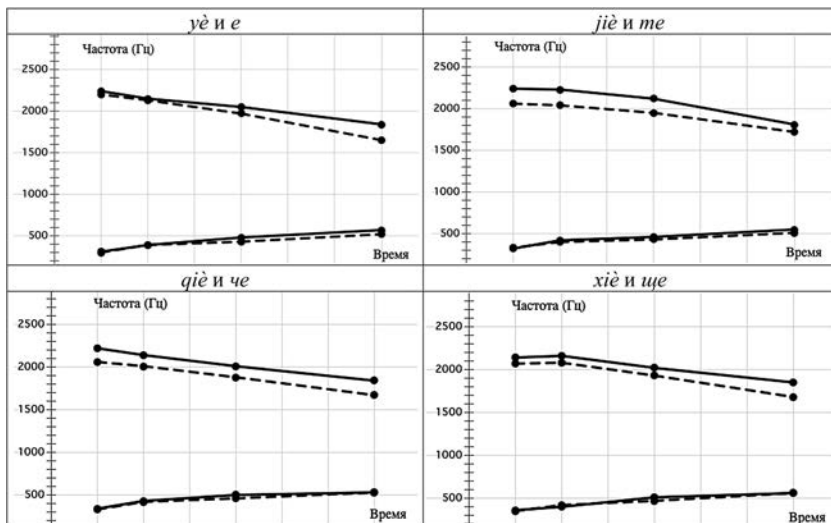 yè и е
jiè и те
Частота (Гц)
2500
2000
1500
1000
500
Время
Частота (Гц)
2500
2000
1500
1000
500
Время
qiè и че
xiè и ще
Частота (Гц)
2500
2000
1500
1000
500
Время
Частота (Гц)
2500
2000
1500
1000
500
Время